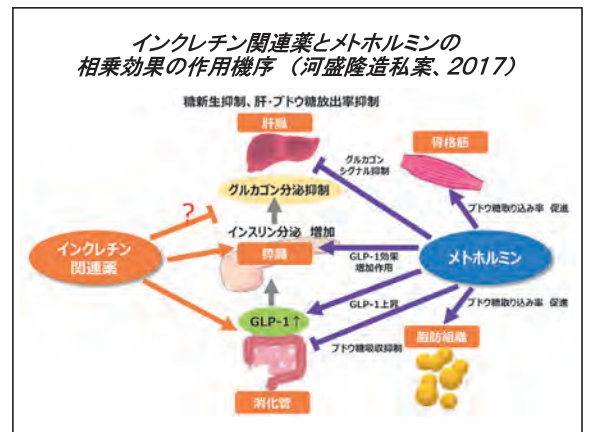 インクレチン関連薬とメトホルミンの
相乗効果の作用機序 (河盛隆造私案、2017)
糖新生抑制、肝・ブドウ糖放出率抑制
肝臓
骨格筋
グルカゴン
シグナル抑制
グルカゴン分泌抑制
?
ブドウ糖取り込み率 促進
インスリン分泌 増加
インクレチン
関連薬
膵臓
メトホルミン
GLP-1効果
増加作用
GLP-1上昇
ブドウ糖取り込み率 促進
GLP-1↑
脂肪組織
ブドウ糖吸収抑制
消化管